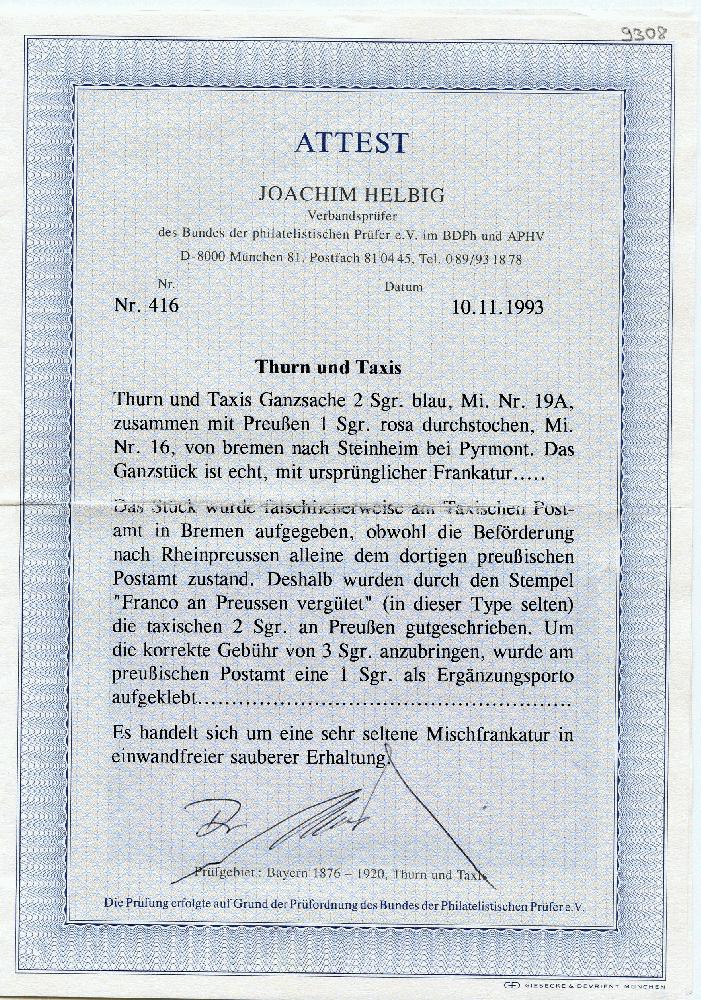 9308
ATTEST
JOACHIM HELBIG
Verbandsprüfer
des Bundes der philatelistischen Prüfer e.V. im BDPh und APHV
D-8000 München 81, Postfach 81 04 45, Tel. 0 89/93 18 78
Nr. Datum
Nr. 416 10.11.1993
Thurn und Taxis
Thurn und Taxis Ganzsache 2 Sgr. blau, Mi. Nr. 19A,
zusammen mit Preußen 1 Sgr. rosa durchstochen, Mi.
Nr. 16, von bremen nach Steinheim bei Pyrmont. Das
Ganzstück ist echt, mit ursprünglicher Frankatur.....
Das Stück wurde fälschlicherweise am Taxischen Post-
amt in Bremen aufgegeben, obwohl die Beförderung
nach Rheinpreussen alleine dem dortigen preußischen
Postamt zustand. Deshalb wurden durch den Stempel
"Franco an Preussen vergütet" (in dieser Type selten)
die taxischen 2 Sgr. an Preußen gutgeschrieben. Um
die korrekte Gebühr von 3 Sgr. anzubringen, wurde am
preußischen Postamt eine 1 Sgr. als Ergänzungsporto
aufgeklebt......................................................
Es handelt sich um eine sehr seltene Mischfrankatur in
einwandfreier sauberer Erhaltung.
Prüfgebiet: Bayern 1876 – 1920, Thurn und Taxis
Die Prüfung erfolgte auf Grund der Prüfordnung des Bundes der Philatelistischen Prüfer e.V.
GIESECKE & DEVRIENT MÜNCHEN